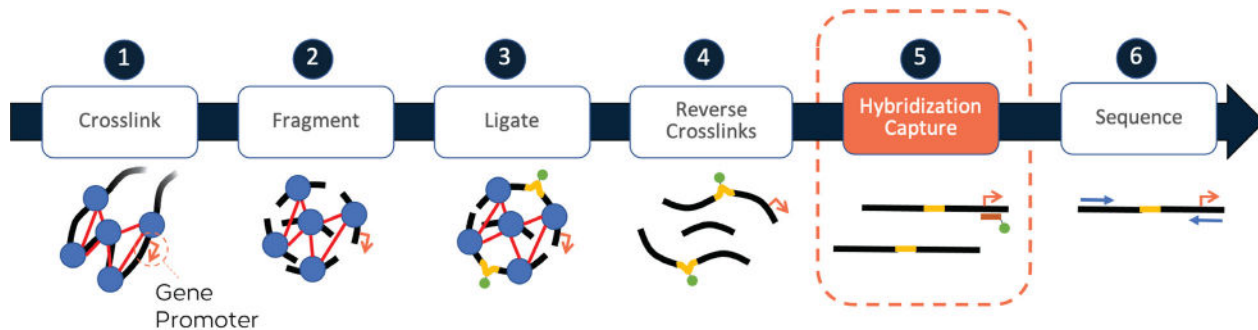 1
2
3
4
5
6
Crosslink
Fragment
Ligate
Reverse
Crosslinks
Hybridization
Capture
Sequence
Gene
Promoter